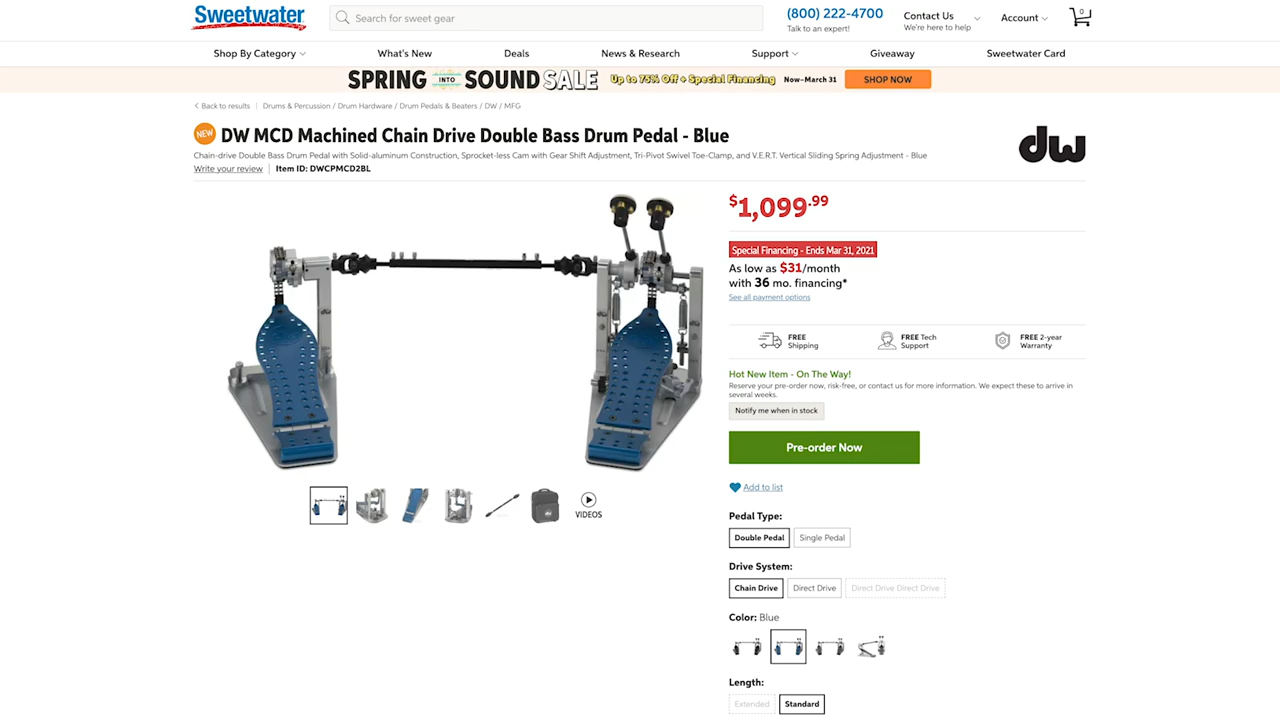 Sweetwater
Search for sweet gear
(800) 222-4700
Talk to an expert!
Contact Us
We're here to help
Account
0
Shop By Category
What's New
Deals
News & Research
Support
Giveaway
Sweetwater Card
SPRING INTO SOUND SALE
Up to 75% Off + Special Financing
Now–March 31
SHOP NOW
Back to results
Drums & Percussion / Drum Hardware / Drum Pedals & Beaters / DW / MFG
NEW
DW MCD Machined Chain Drive Double Bass Drum Pedal - Blue
dw
Chain-drive Double Bass Drum Pedal with Solid-aluminum Construction, Sprocket-less Cam with Gear Shift Adjustment, Tri-Pivot Swivel Toe-Clamp, and V.E.R.T. Vertical Sliding Spring Adjustment - Blue
Write your review
Item ID: DWCPMCD2BL
$1,099.99
Special Financing - Ends Mar 31, 2021
As low as $31/month
with 36 mo. financing*
See all payment options
FREE
Shipping
FREE Tech
Support
FREE 2-year
Warranty
Hot New Item - On The Way!
Reserve your pre-order now, risk-free, or contact us for more information. We expect these to arrive in
several weeks.
Notify me when in stock
Pre-order Now
Add to list
VIDEOS
Pedal Type:
Double Pedal
Single Pedal
Drive System:
Chain Drive
Direct Drive
Direct Drive Direct Drive
Color: Blue
Length:
Extended
Standard